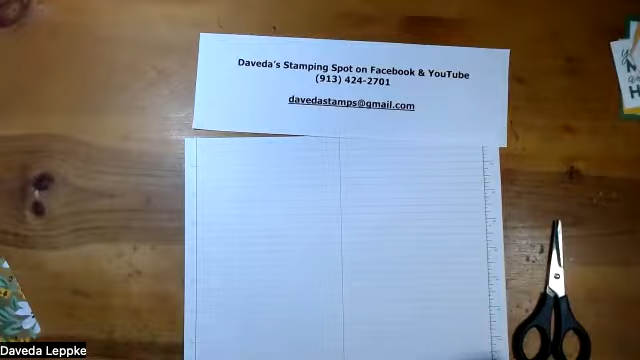 Daveda's Stamping Spot on Facebook & YouTube
(913) 424-2701
davedastamps@gmail.com
Daveda Leppke